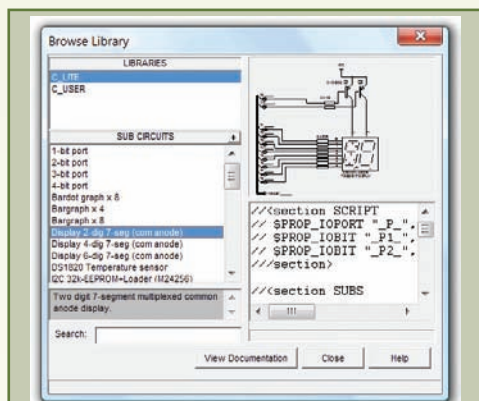 Browse Library
LIBRARIES
C_LITE
C_USER
SUB CIRCUITS
1-bit port
2-bit port
3-bit port
4-bit port
Bardot graph x 8
Bargraph x 4
Bargraph x 8
Display 2-dig 7-seg (com anode)
Display 4-dig 7-seg (com anode)
Display 6-dig 7-seg (com anode)
DS1820 Temperature sensor
I2C 32k-EEPROM+Loader (M24256)
Two digit 7-segment multiplexed common
anode display.
//<section SCRIPT
// $PROP_IOPORT "_P_",
// $PROP_IOBIT "_P1_",
// $PROP_IOBIT "_P2_",
///section>
//<section SUBS
Search:
View Documentation
Close
Help